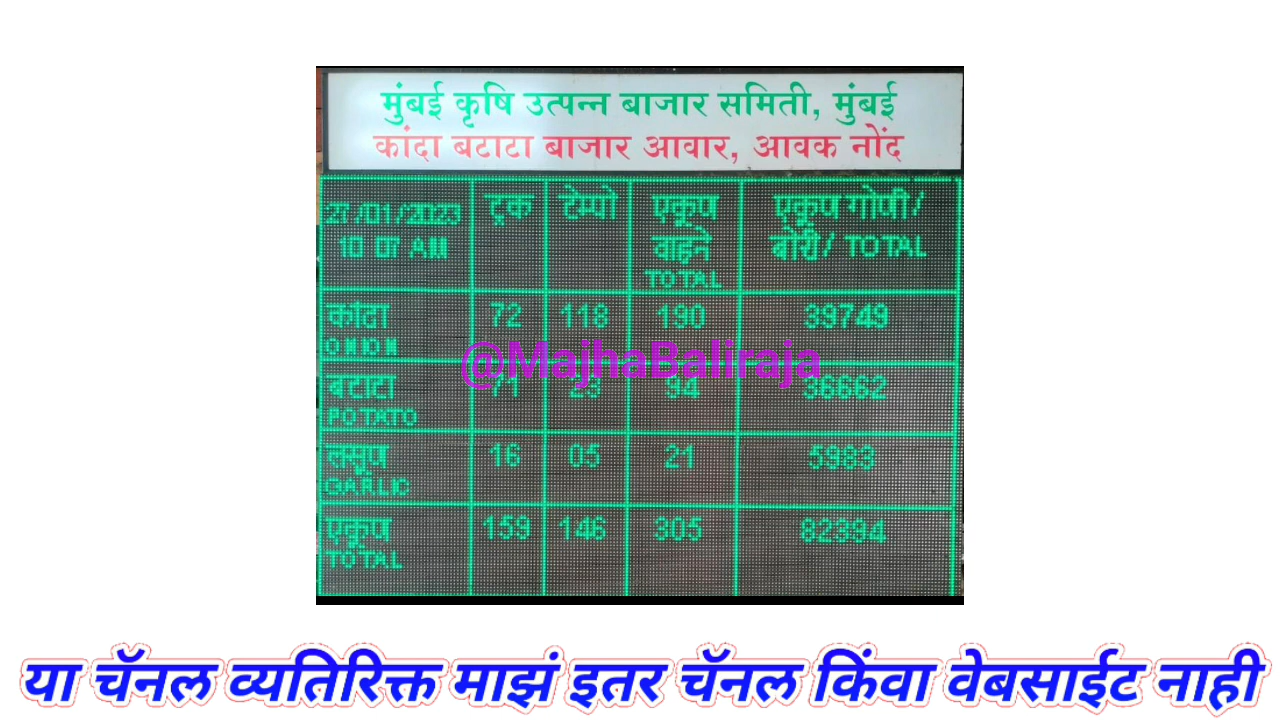 मुंबई कृषि उत्पन्न बाजार समिती, मुंबई
कांदा बटाटा बाजार आवार, आवक नोंद
27/01/2023 ट्रक टेम्पो एकूण एकूण गोणी/
10 07 AM वाहने बोरी/ TOTAL
TOTAL
कांदा 72 118 190 39749
ONION
@MajhaBaliraja
बटाटा 71 23 94 36662
POTATO
लसूण 16 05 21 5983
GARLIC
एकूण 159 146 305 82394
TOTAL
या चॅनल व्यतिरिक्त माझं इतर चॅनल किंवा वेबसाईट नाही